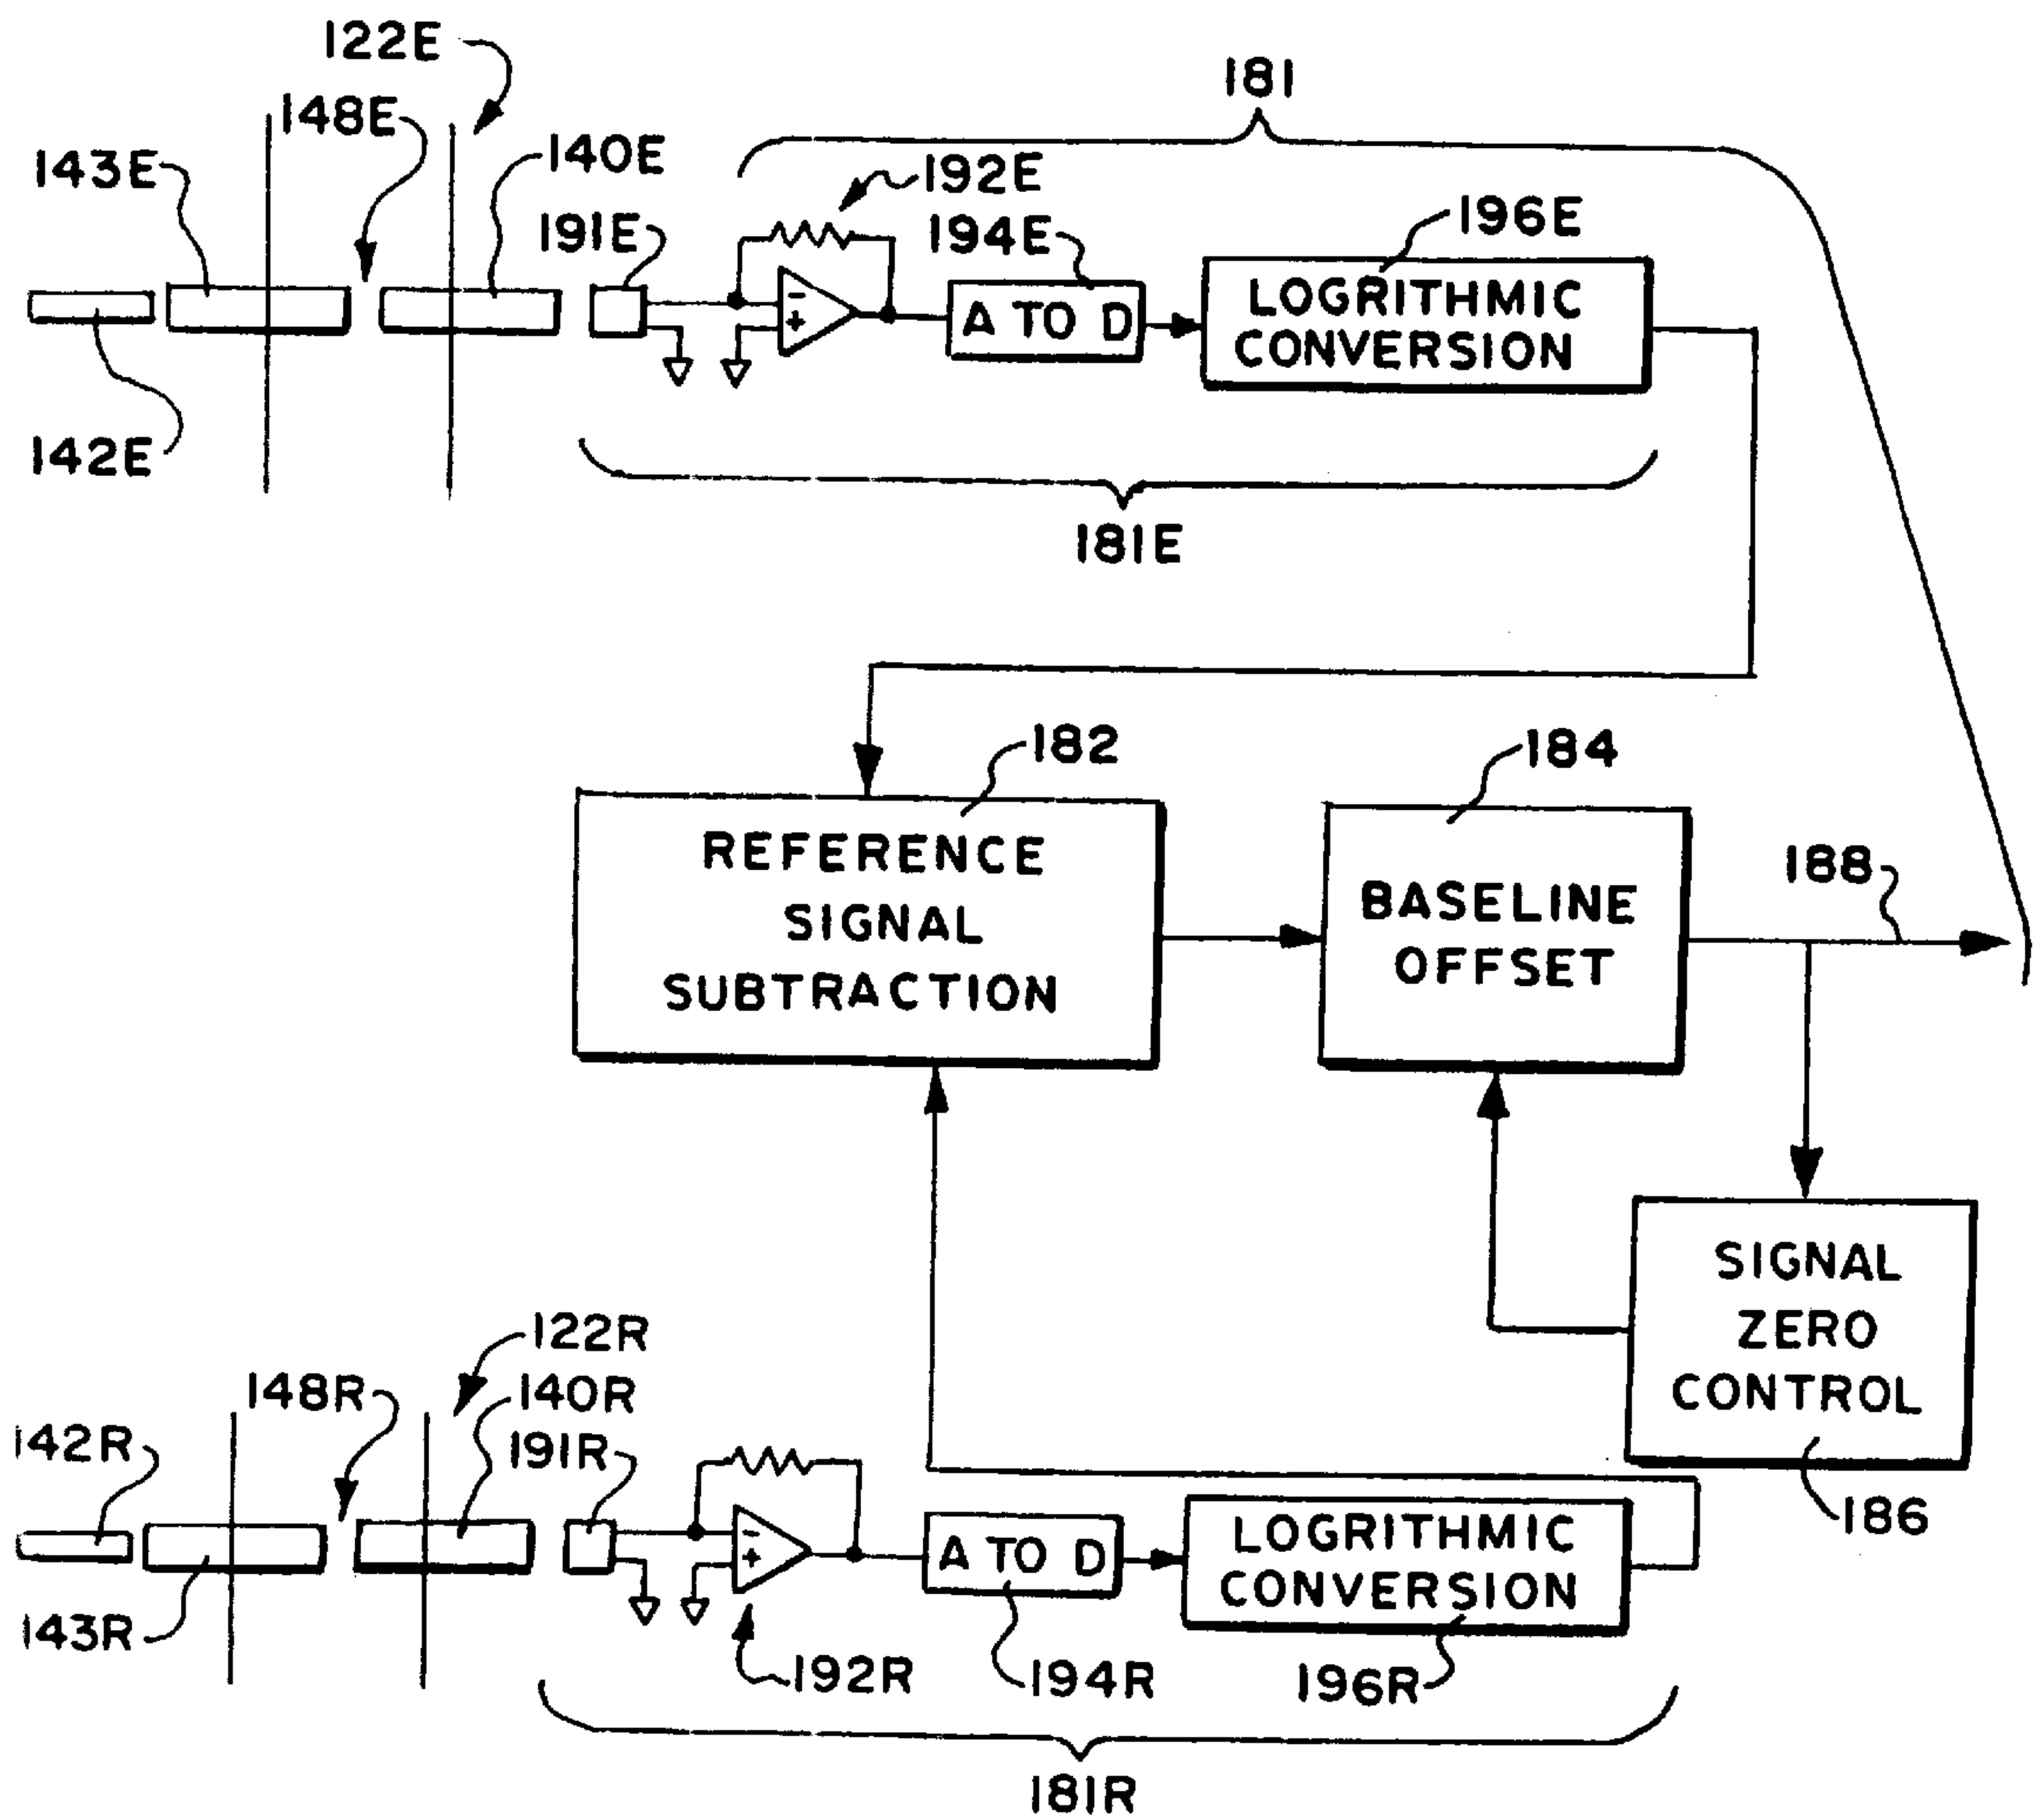 122E
181
148E
140E
143E
192E
191E
194E
196E
- +
A TO D
LOGRITHMIC
CONVERSION
142E
181E
182
184
REFERENCE
SIGNAL
SUBTRACTION
BASELINE
OFFSET
188
SIGNAL
ZERO
CONTROL
186
122R
148R
140R
142R
191R
- +
A TO D
LOGRITHMIC
CONVERSION
143R
192R
194R
196R
181R